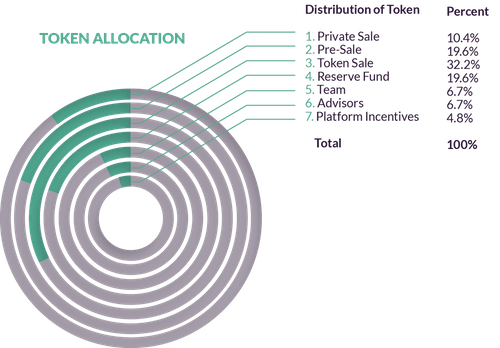 TOKEN ALLOCATION
Distribution of Token Percent
1. Private Sale 10.4%
2. Pre-Sale 19.6%
3. Token Sale 32.2%
4. Reserve Fund 19.6%
5. Team 6.7%
6. Advisors 6.7%
7. Platform Incentives 4.8%
Total 100%